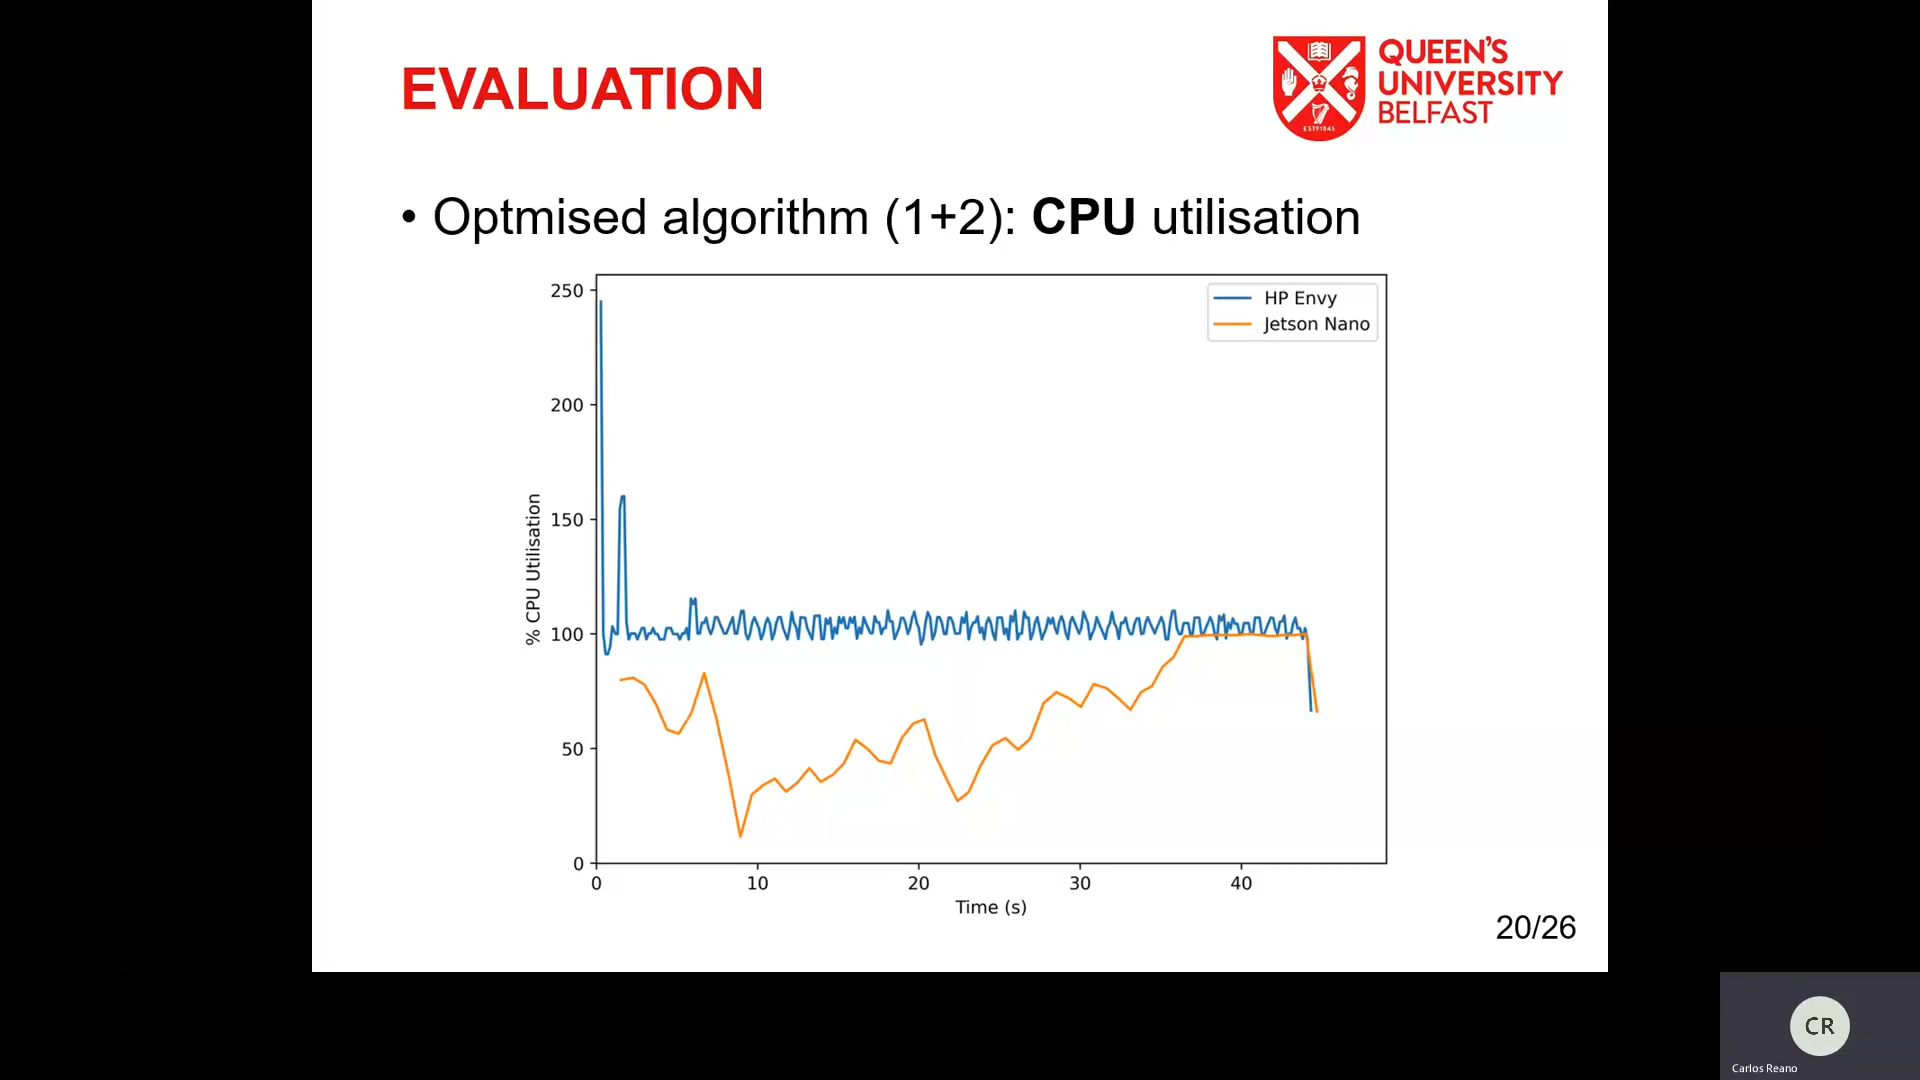 EVALUATION
QUEEN'S
UNIVERSITY
BELFAST
ESTD1845
• Optmised algorithm (1+2): CPU utilisation
250
200
150
100
50
0
% CPU Utilisation
HP Envy
Jetson Nano
0 10 20 30 40
Time (s)
20/26
CR
Carlos Reano